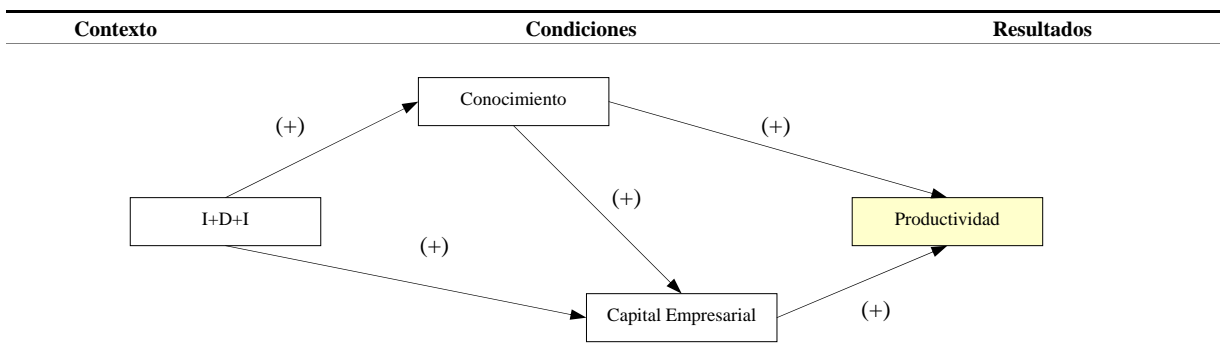 Contexto Condiciones Resultados
Conocimiento
(+) (+)
(+)
I+D+I Productividad
(+)
Capital Empresarial
(+)